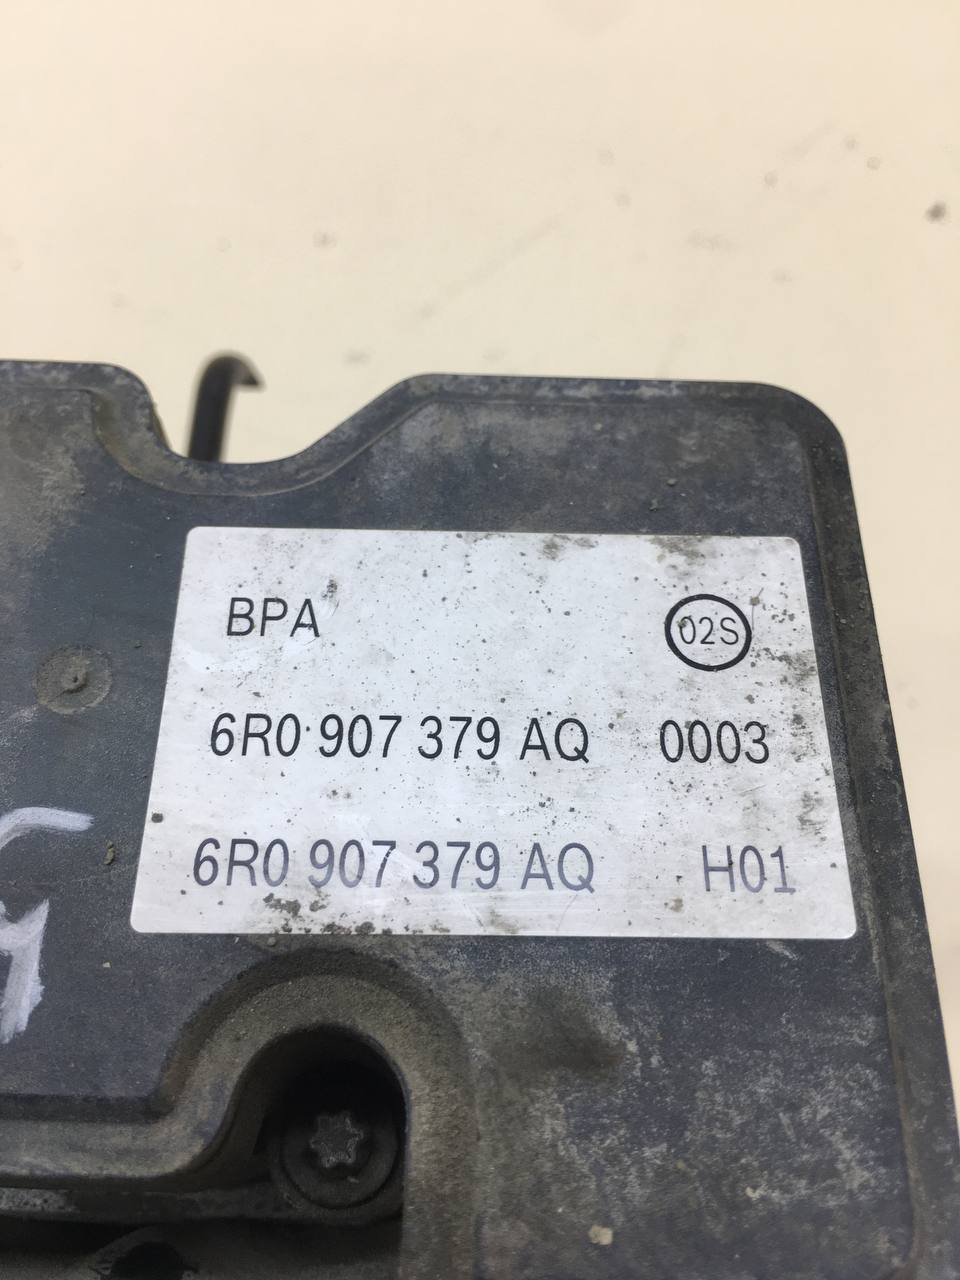 BPA 02S
6R0 907 379 AQ 0003
6R0 907 379 AQ H01